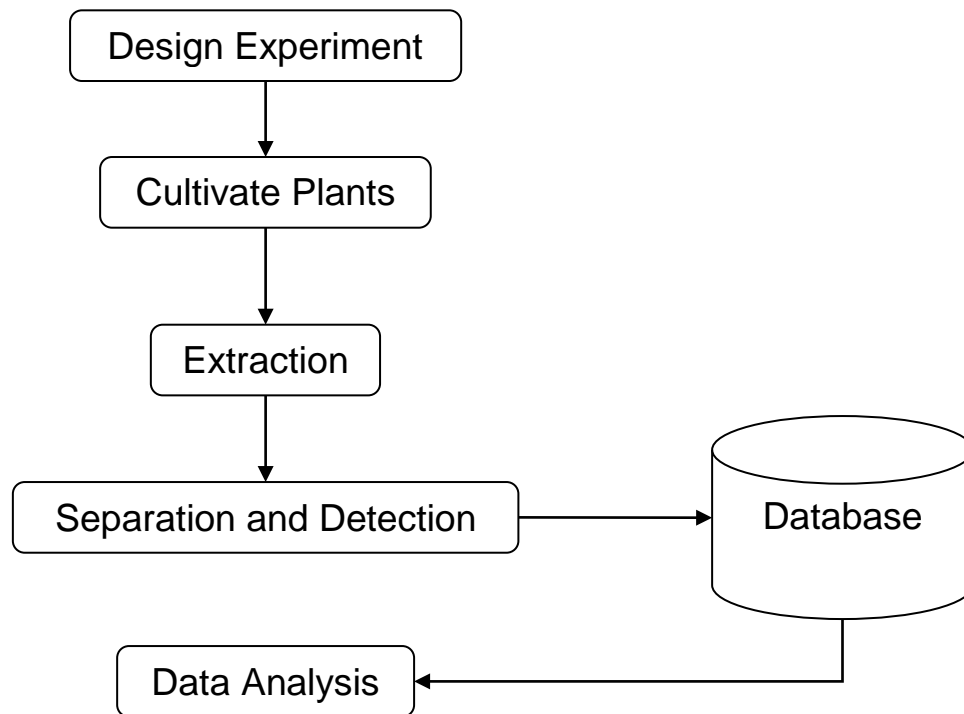 Design Experiment
Cultivate Plants
Extraction
Separation and Detection
Database
Data Analysis